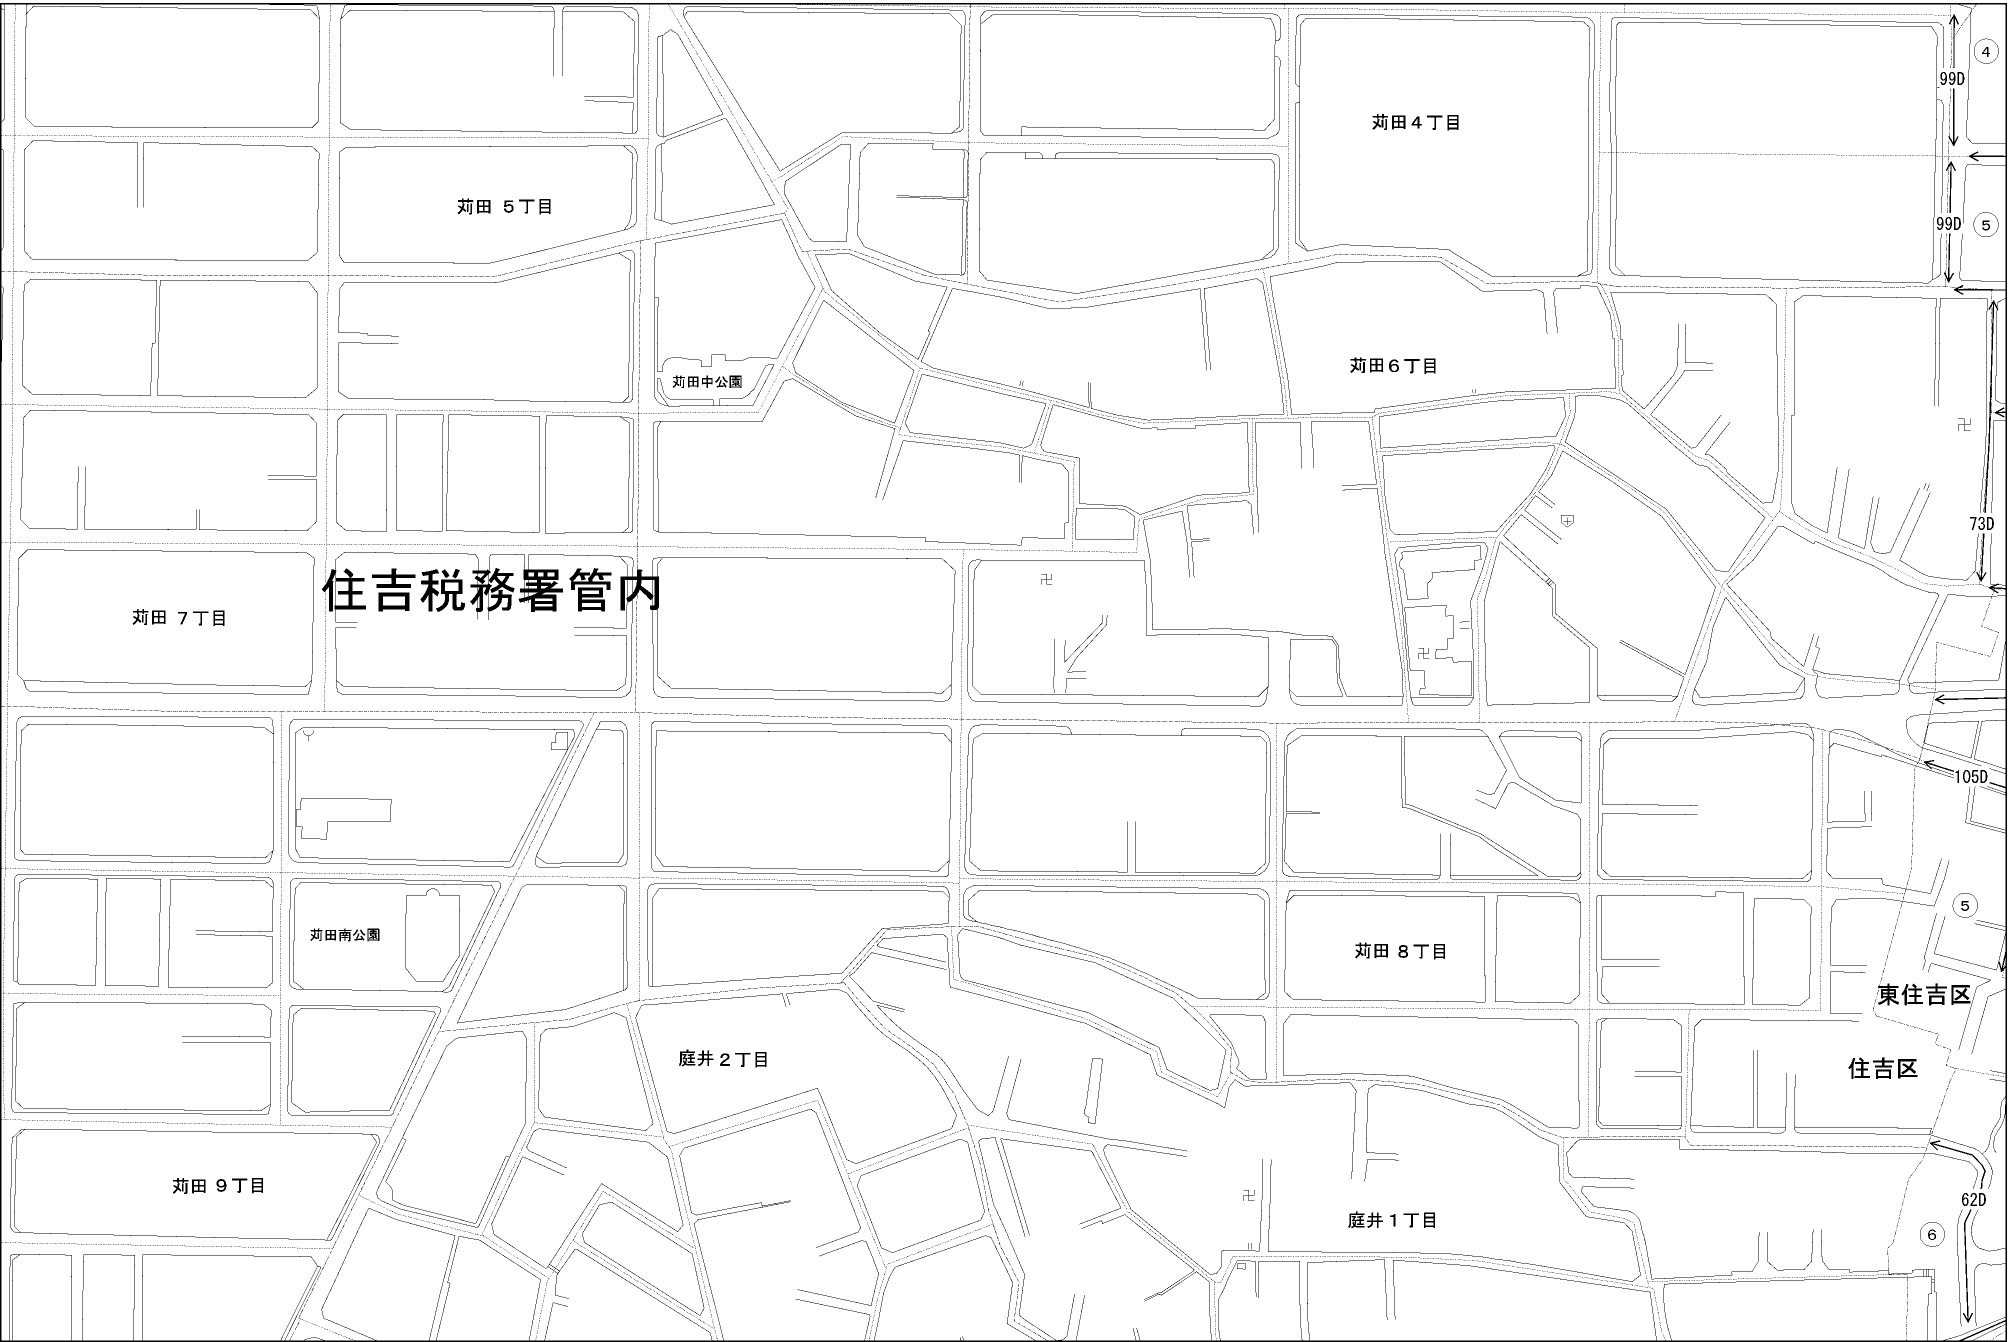 ④
99D
苅田４丁目
苅田 ５丁目
99D
⑤
苅田６丁目
苅田中公園
73D
住吉税務署管内
苅田 ７丁目
105D
⑤
苅田南公園
苅田 ８丁目
東住吉区
庭井２丁目
住吉区
苅田 ９丁目
62D
庭井１丁目
⑥